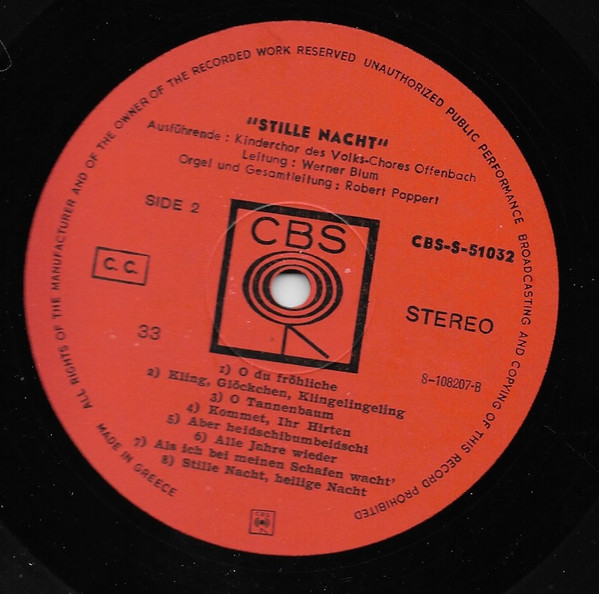 ALL RIGHTS OF THE MANUFACTURER AND OF THE OWNER OF THE RECORDED WORK RESERVED UNAUTHORIZED PUBLIC PERFORMANCE BROADCASTING AND COPYING OF THIS RECORD PROHIBITED
"STILLE NACHT"
Ausführende : Kinderchor des Volks-Chores Offenbach
Leitung : Werner Blum
Orgel und Gesamtleitung : Robert Pappert
SIDE 2
CBS
CBS-S-51032
C. C.
STEREO
33
S-108207-B
1) O du fröhliche
2) Kling, Glöckchen, Klingelingeling
3) O Tannenbaum
4) Kommet, Ihr Hirten
5) Aber heidschibumbeidschi
6) Alle Jahre wieder
7) Als ich bei meinen Schafen wacht'
8) Stille Nacht, heilige Nacht
MADE IN GREECE
CBS